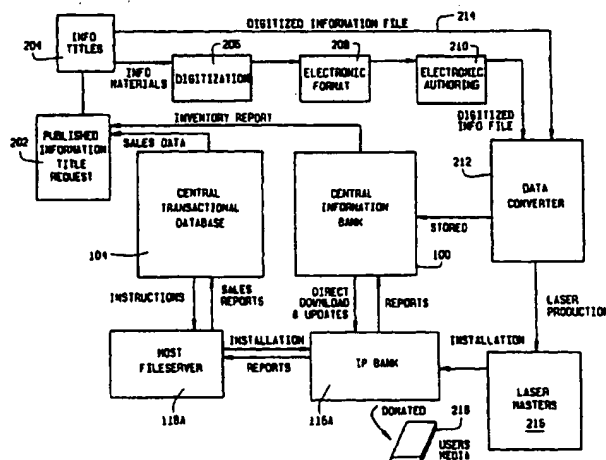 DIGITIZED INFORMATION FILE
214
204
INFO
TITLES
INFO
MATERIALS
206
DIGITIZATION
208
ELECTRONIC
FORMAT
210
ELECTRONIC
AUTHORING
DIGITIZED
INFO FILE
INVENTORY REPORT
SALES DATA
202
PUBLISHED
INFORMATION
TITLE
REQUEST
CENTRAL
TRANSACTIONAL
DATABASE
104
CENTRAL
INFORMATION
BANK
100
STORED
212
DATA
CONVERTER
INSTRUCTIONS
SALES
REPORTS
DIRECT
DOWNLOAD
& UPDATES
REPORTS
LASER
PRODUCTION
HOST
FILESERVER
118A
INSTALLATION
REPORTS
IP BANK
116A
INSTALLATION
LASER
MASTERS
216
DONATED
218
USERS
MEDIA